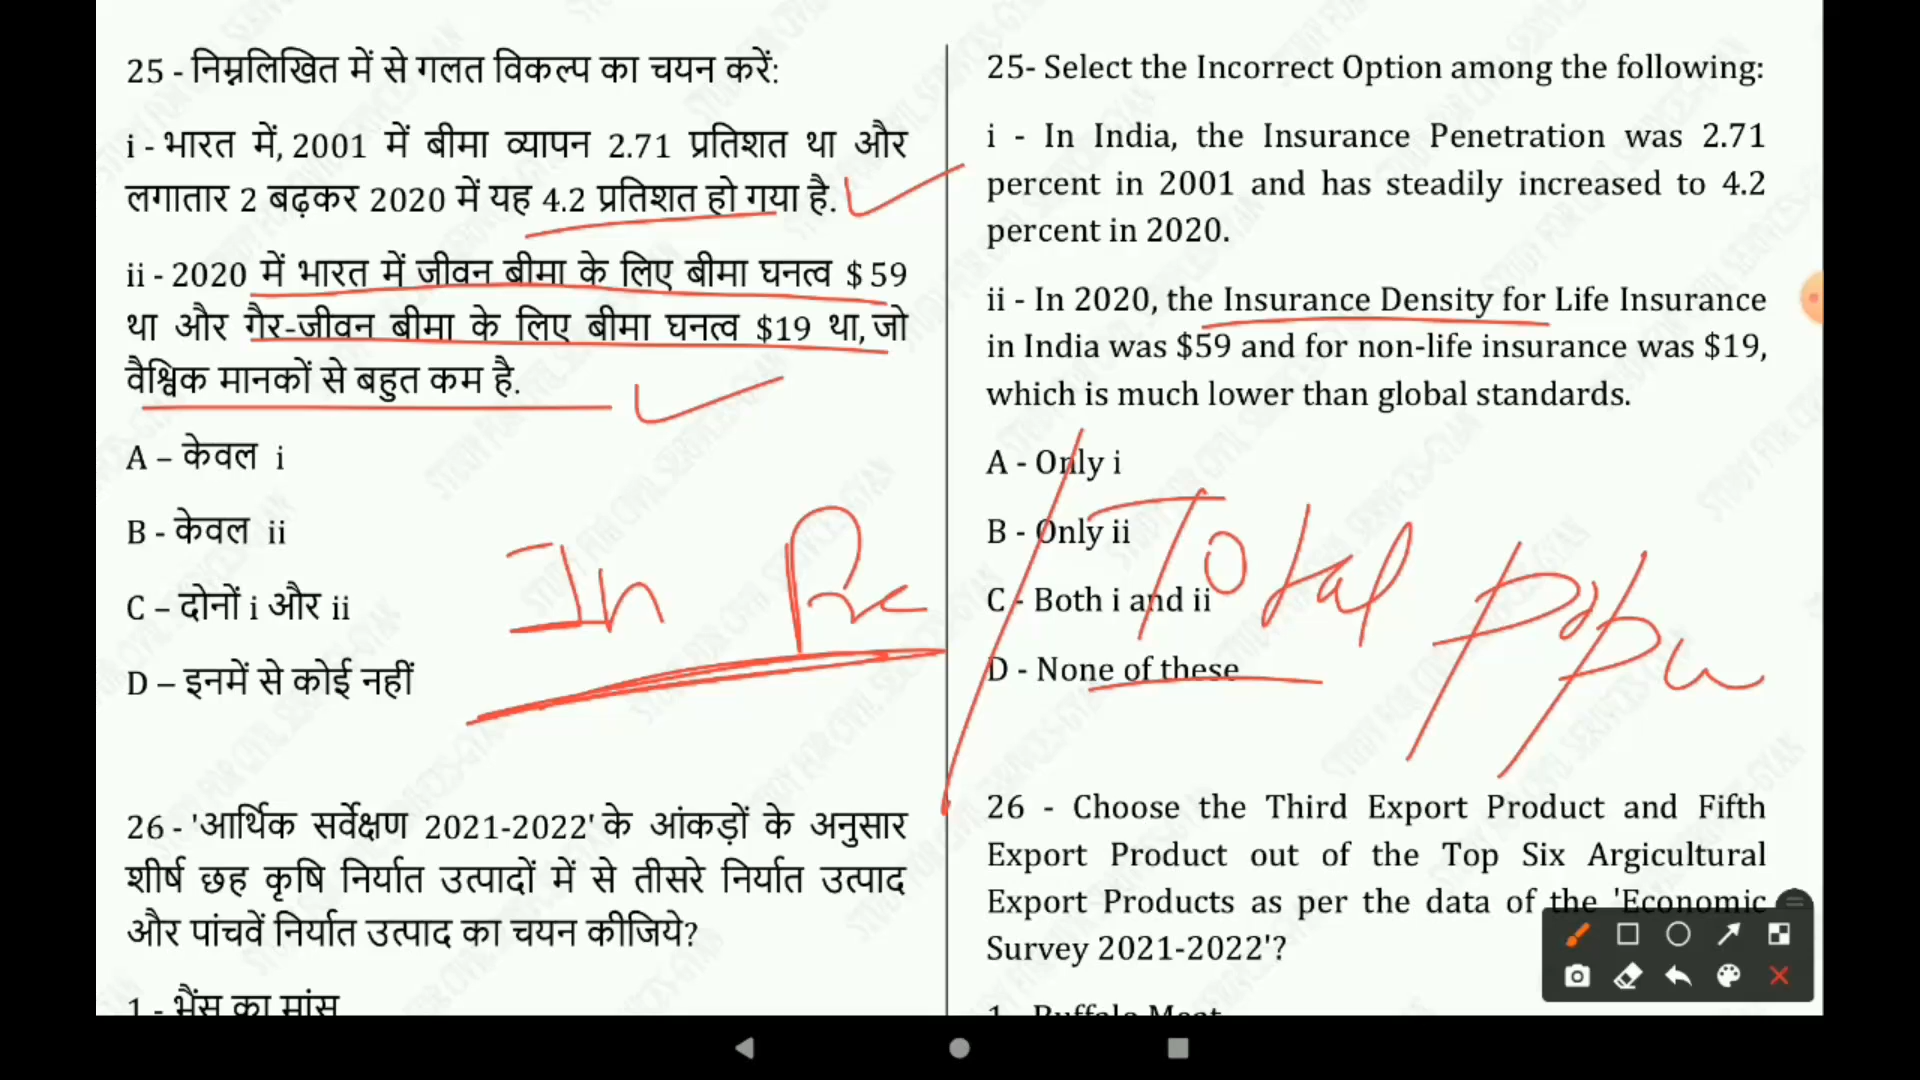 25 - निम्नलिखित में से गलत विकल्प का चयन करें:
i - भारत में, 2001 में बीमा व्यापन 2.71 प्रतिशत था और
लगातार 2 बढ़कर 2020 में यह 4.2 प्रतिशत हो गया है.
ii - 2020 में भारत में जीवन बीमा के लिए बीमा घनत्व $ 59
था और गैर-जीवन बीमा के लिए बीमा घनत्व $19 था, जो
वैश्विक मानकों से बहुत कम है.
A – केवल i
B - केवल ii
C – दोनों i और ii
D – इनमें से कोई नहीं
In Re
26 - 'आर्थिक सर्वेक्षण 2021-2022' के आंकड़ों के अनुसार
शीर्ष छह कृषि निर्यात उत्पादों में से तीसरे निर्यात उत्पाद
और पांचवें निर्यात उत्पाद का चयन कीजिये?
1 - भैंस का मांस
25- Select the Incorrect Option among the following:
i - In India, the Insurance Penetration was 2.71
percent in 2001 and has steadily increased to 4.2
percent in 2020.
ii - In 2020, the Insurance Density for Life Insurance
in India was $59 and for non-life insurance was $19,
which is much lower than global standards.
A - Only i
B - Only ii
C - Both i and ii
D - None of these
Total popu
26 - Choose the Third Export Product and Fifth
Export Product out of the Top Six Argicultural
Export Products as per the data of the 'Economic
Survey 2021-2022'?
1 - Buffalo Meat